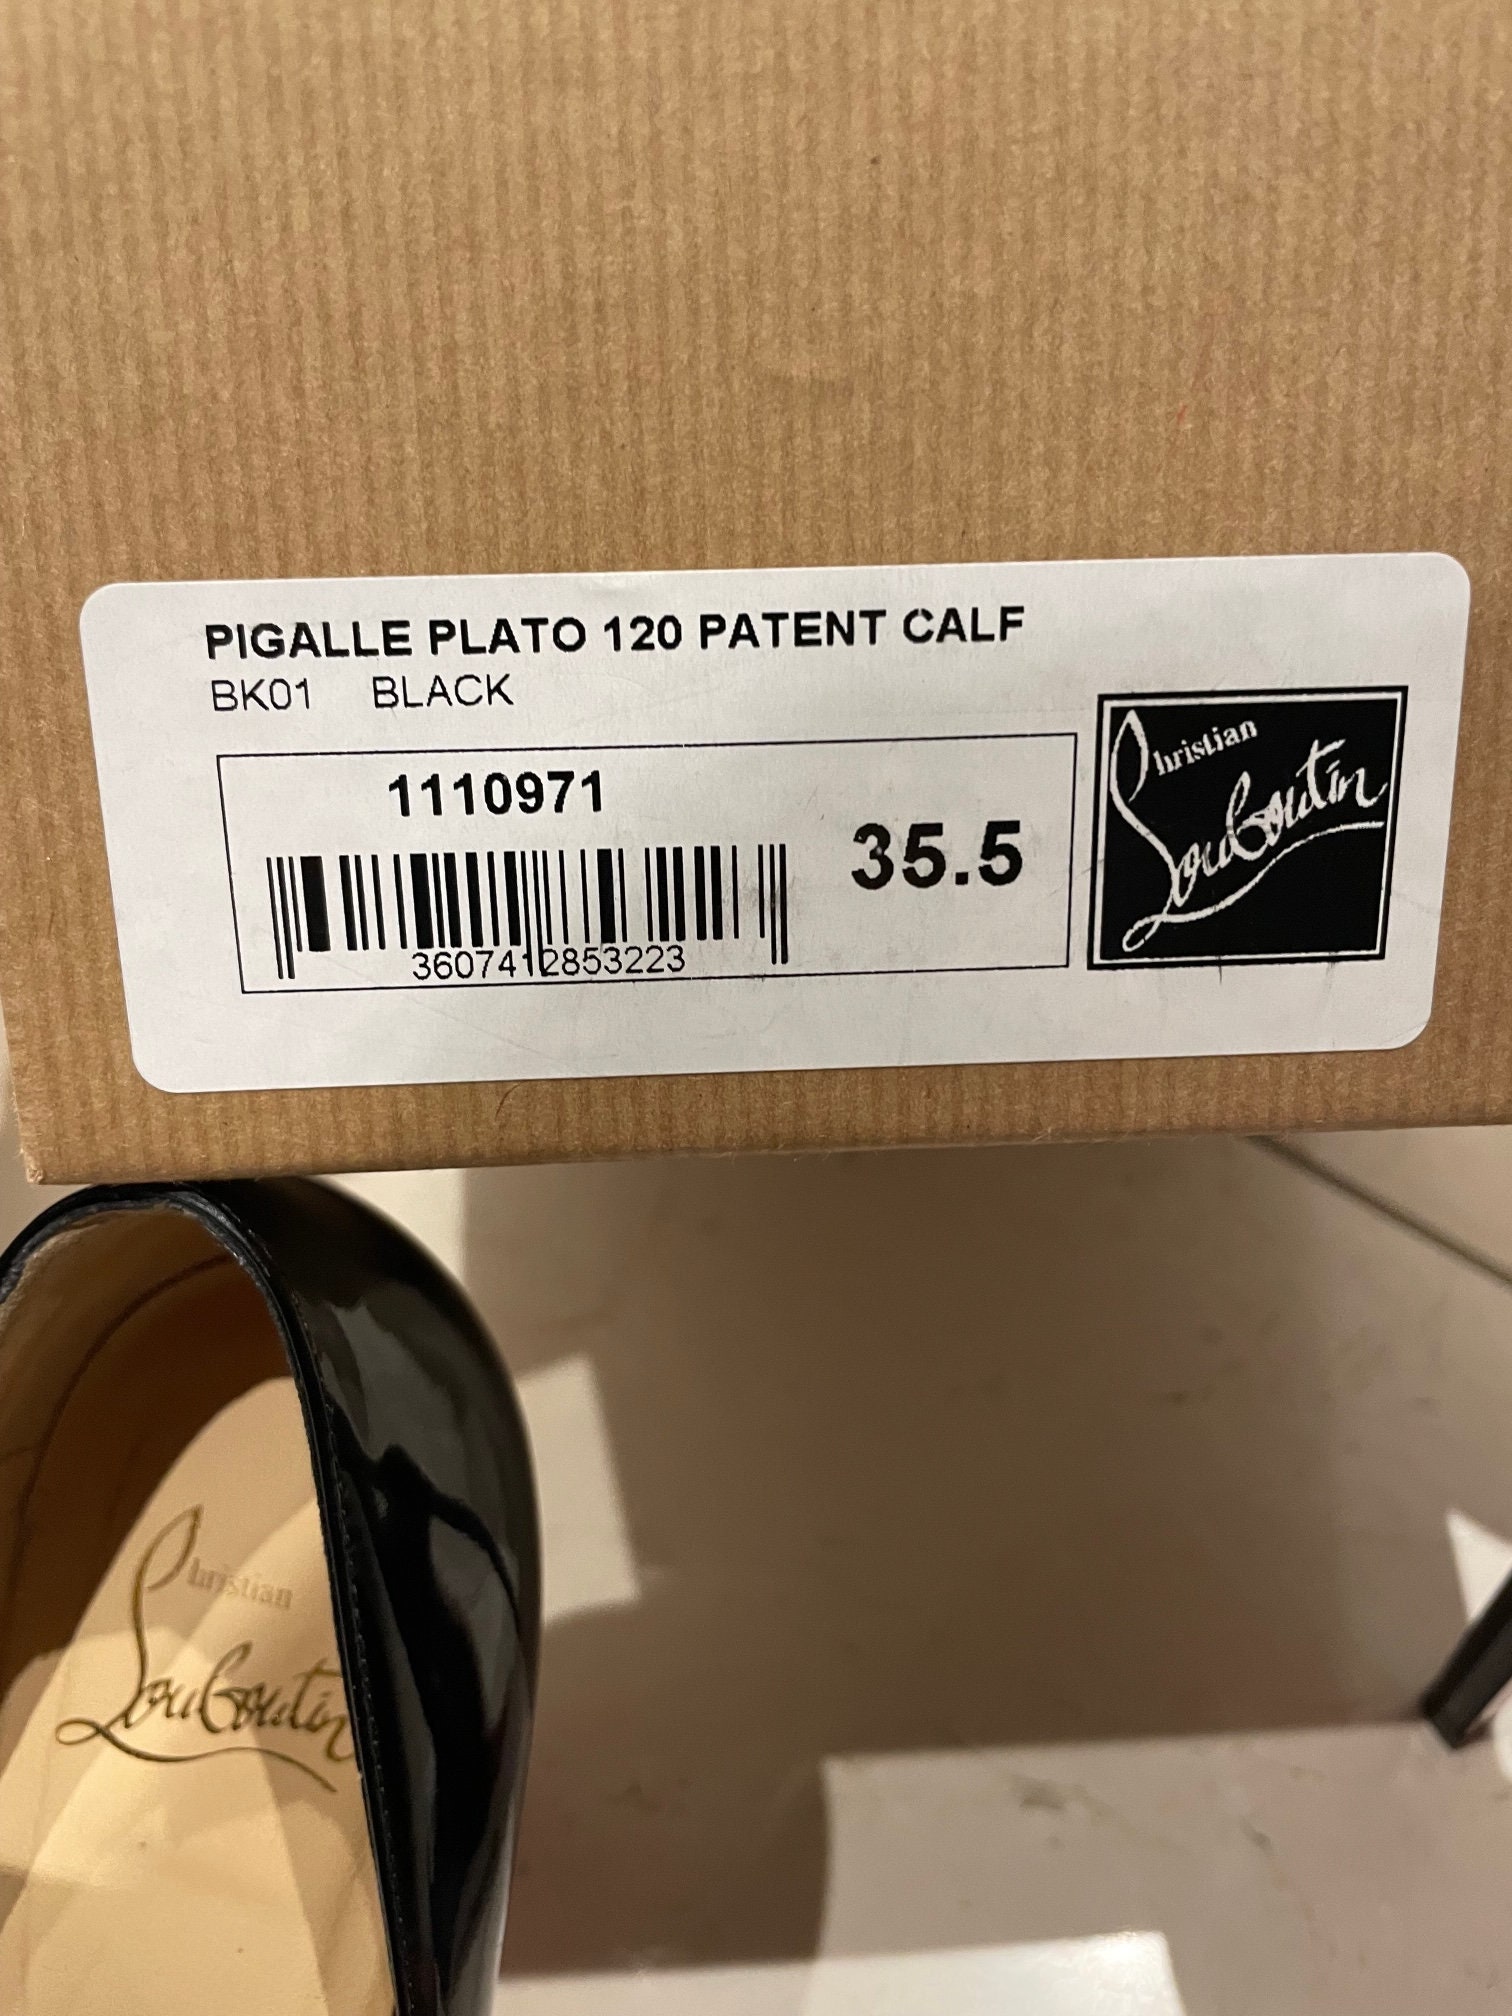 PIGALLE PLATO 120 PATENT CALF
BK01 BLACK
1110971
35.5
3607412853223
Christian
Louboutin
Christian
Louboutin